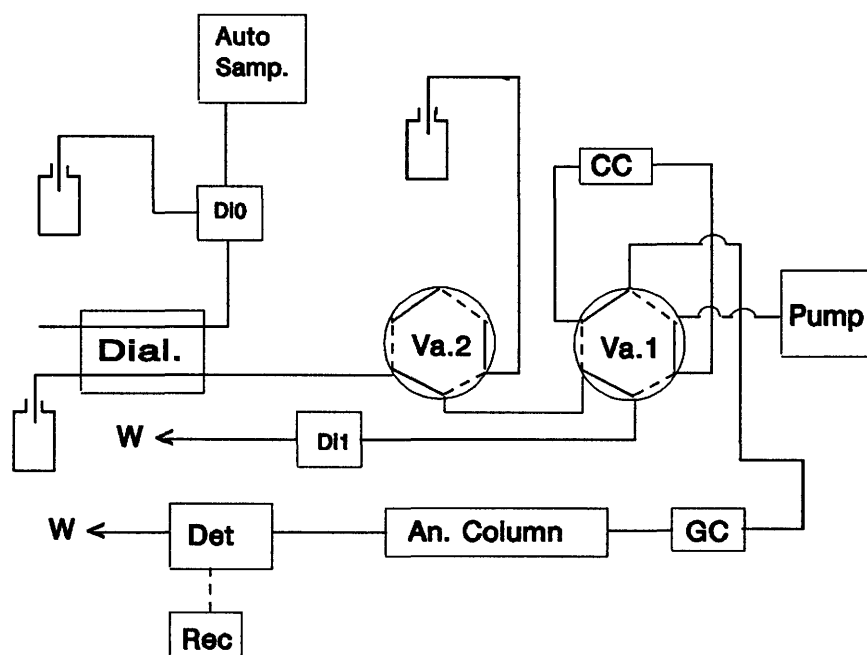 Auto
Samp.
CC
DI0
Pump
Dial.
Va.2
Va.1
W
Di1
W
Det
An. Column
GC
Rec